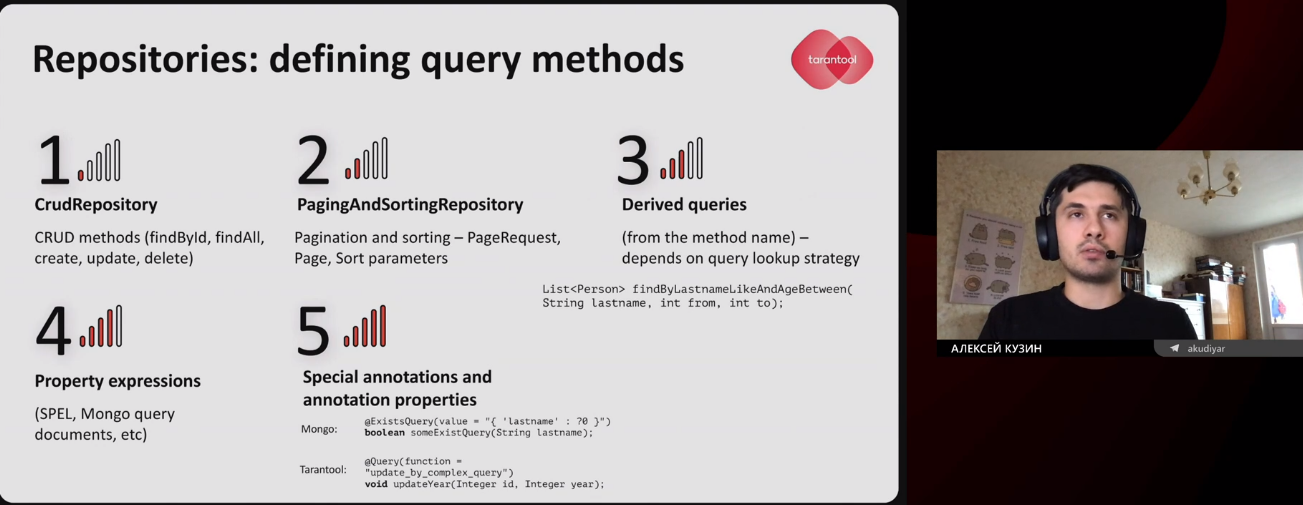 Repositories: defining query methods
tarantool
1
CrudRepository
CRUD methods (findById, findAll,
create, update, delete)
2
PagingAndSortingRepository
Pagination and sorting – PageRequest,
Page, Sort parameters
3
Derived queries
(from the method name) –
depends on query lookup strategy
List<Person> findByLastnameLikeAndAgeBetween(
String lastname, int from, int to);
4
Property expressions
(SPEL, Mongo query
documents, etc)
5
Special annotations and
annotation properties
Mongo:
@ExistsQuery(value = "{ 'lastname' : ?0 }")
boolean someExistQuery(String lastname);
Tarantool:
@Query(function =
"update_by_complex_query")
void updateYear(Integer id, Integer year);
АЛЕКСЕЙ КУЗИН
akudiyar